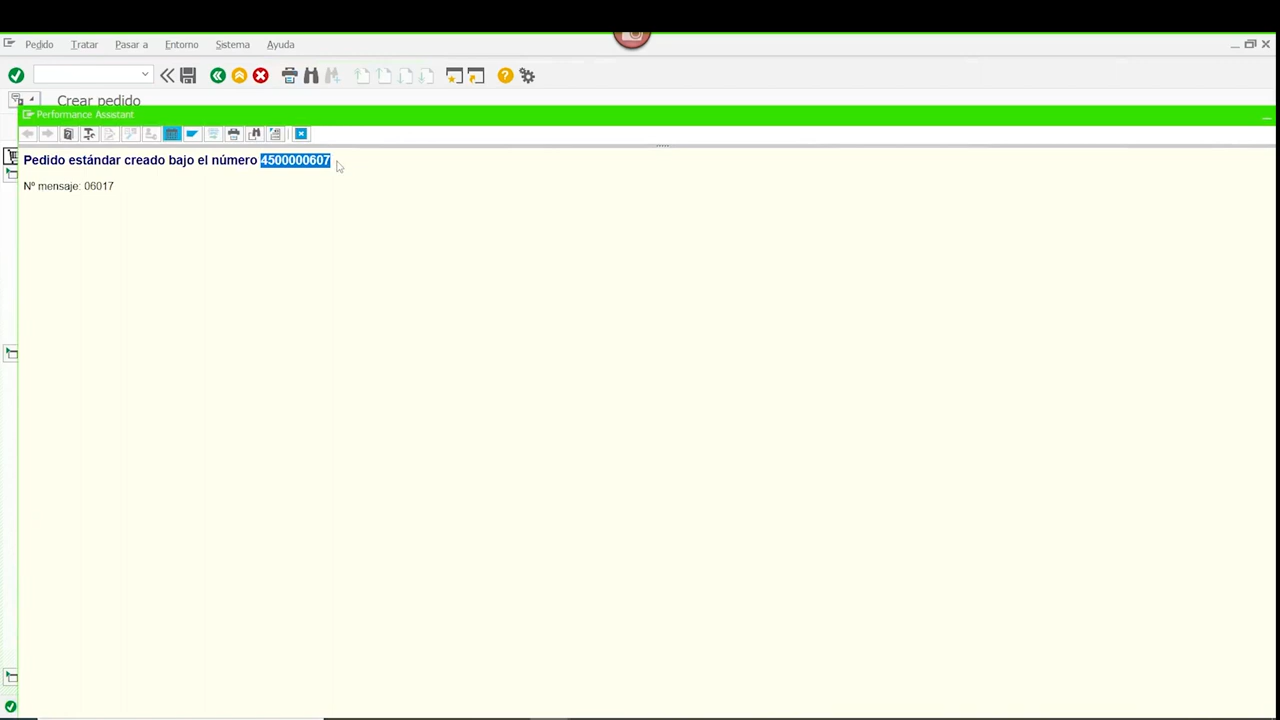 Pedido Tratar Pasar a Entorno Sistema Ayuda
Crear pedido
Performance Assistant
Pedido estándar creado bajo el número 4500000607
Nº mensaje: 06017